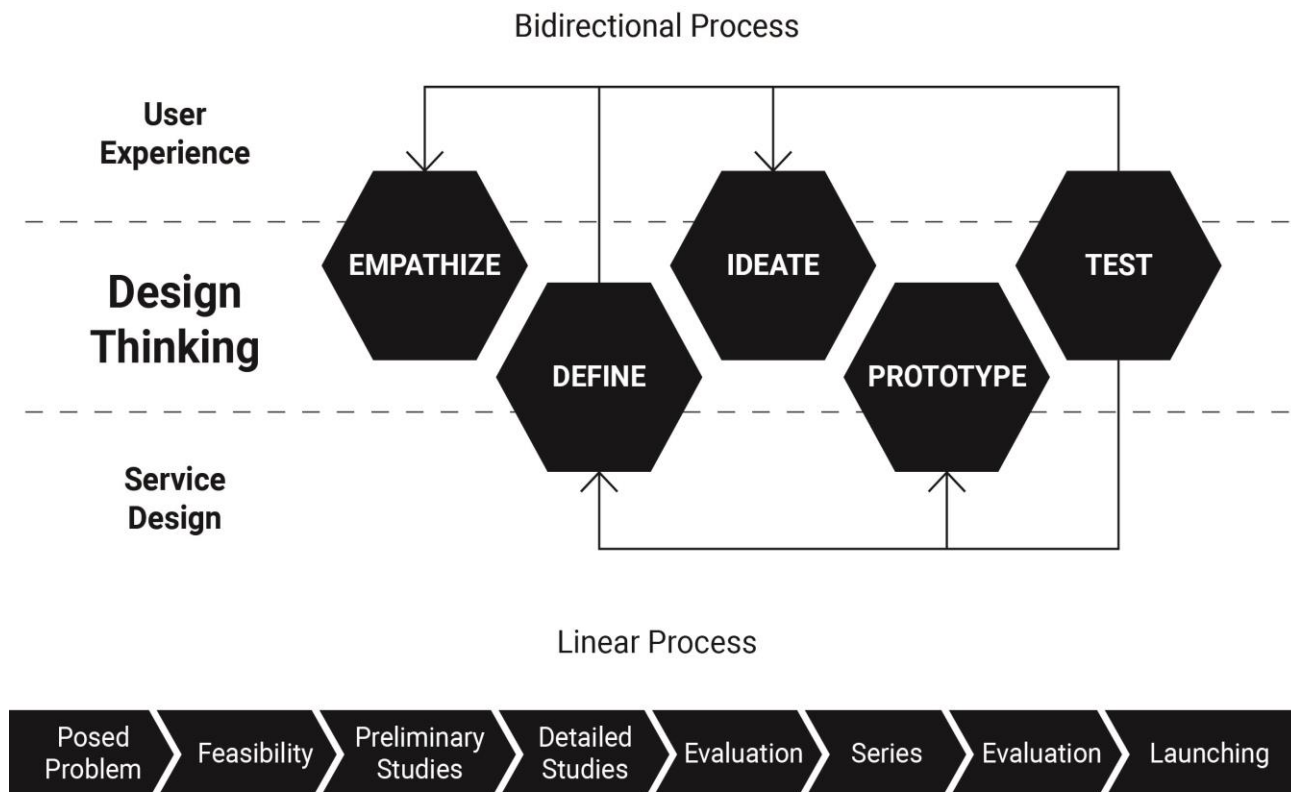 Bidirectional Process
User
Experience
EMPATHIZE
IDEATE
TEST
Design
Thinking
DEFINE
PROTOTYPE
Service
Design
Linear Process
Posed
Problem
Feasibility
Preliminary
Studies
Detailed
Studies
Evaluation
Series
Evaluation
Launching